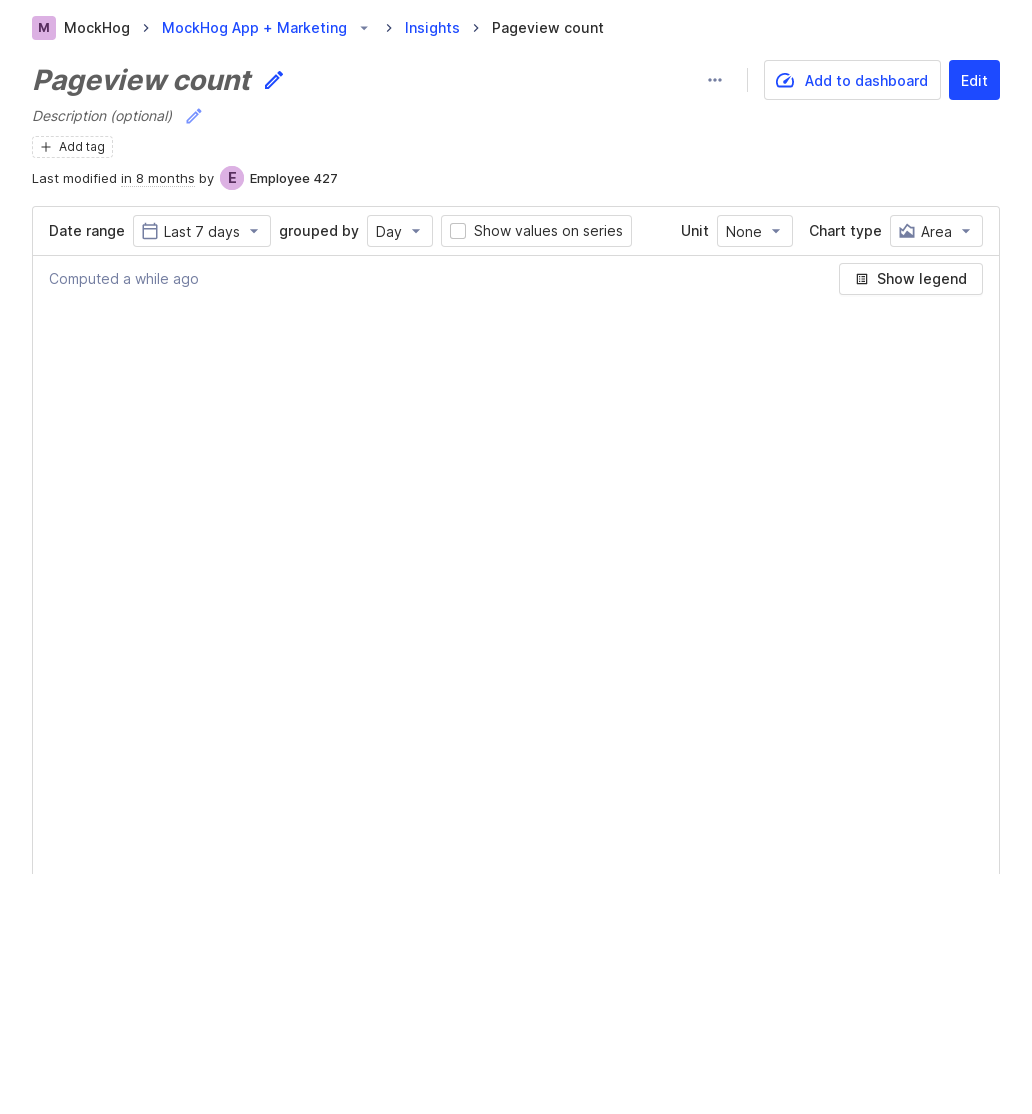 M MockHog MockHog App + Marketing Insights Pageview count
Pageview count
Add to dashboard Edit
Description (optional)
Add tag
Last modified in 8 months by E Employee 427
Date range Last 7 days grouped by Day Show values on series Unit None Chart type Area
Computed a while ago Show legend